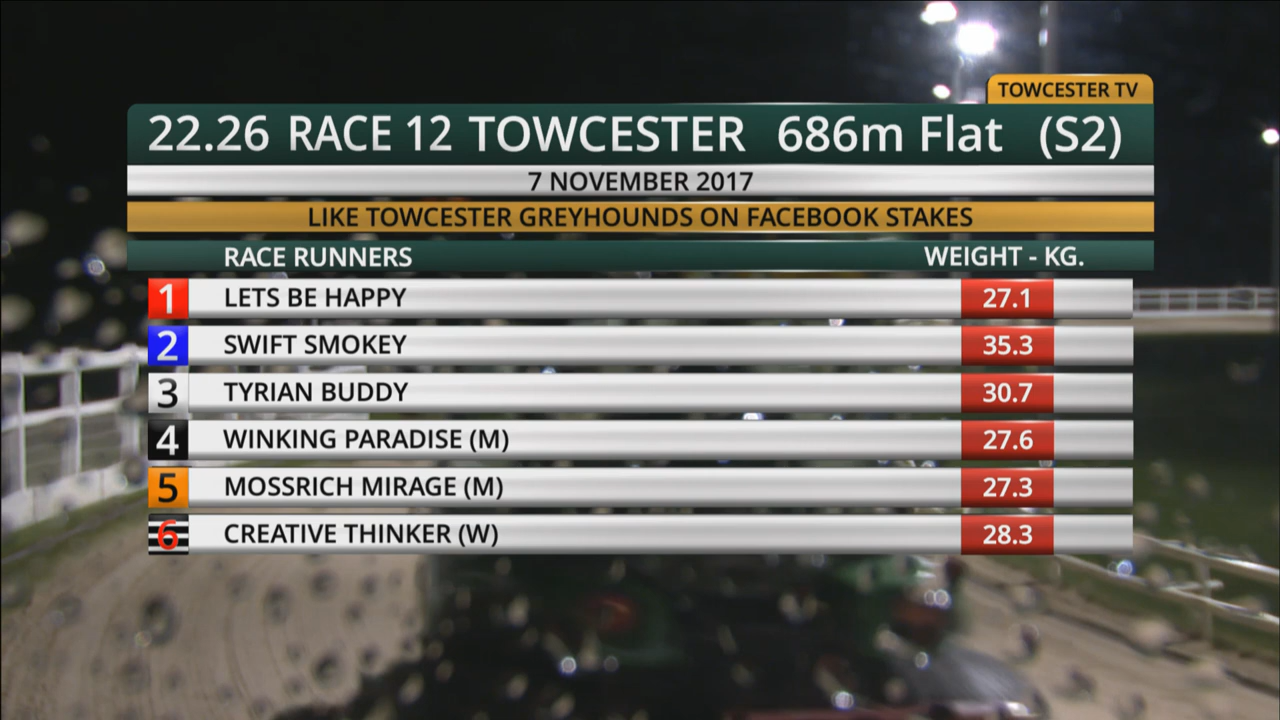 TOWCESTER TV
22.26 RACE 12 TOWCESTER 686m Flat (S2)
7 NOVEMBER 2017
LIKE TOWCESTER GREYHOUNDS ON FACEBOOK STAKES
RACE RUNNERS WEIGHT - KG.
1 LETS BE HAPPY 27.1
2 SWIFT SMOKEY 35.3
3 TYRIAN BUDDY 30.7
4 WINKING PARADISE (M) 27.6
5 MOSSRICH MIRAGE (M) 27.3
6 CREATIVE THINKER (W) 28.3